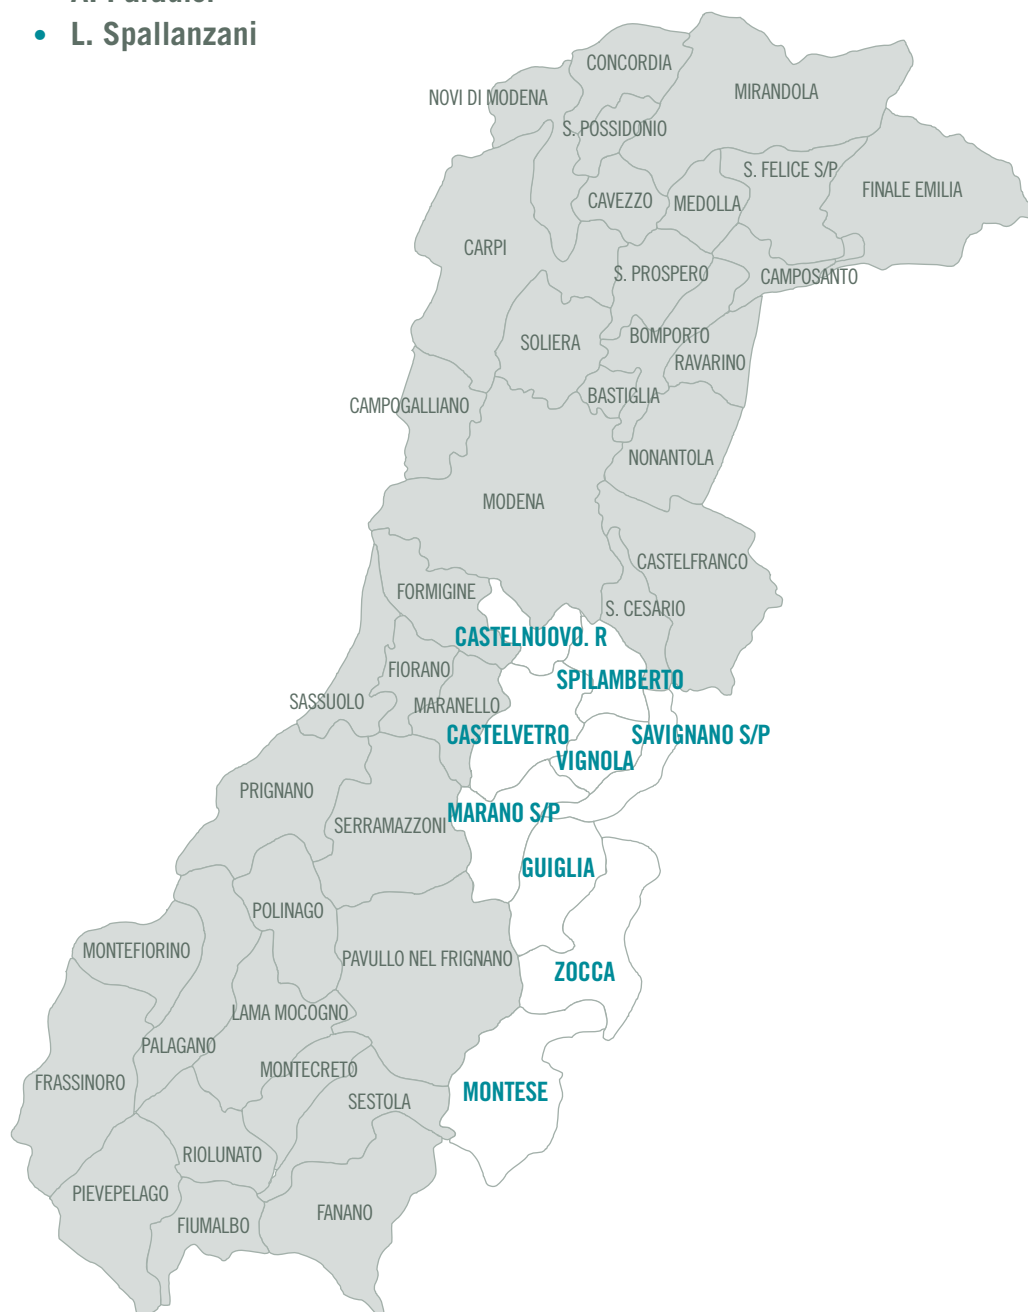 • L. Spallanzani
CONCORDIA
MIRANDOLA
NOVI DI MODENA
S. POSSIDONIO
S. FELICE S/P
FINALE EMILIA
CAVEZZO
MEDOLLA
CARPI
S. PROSPERO
CAMPOSANTO
SOLIERA
BOMPORTO
RAVARINO
BASTIGLIA
CAMPOGALLIANO
NONANTOLA
MODENA
CASTELFRANCO
FORMIGINE
S. CESARIO
CASTELNUOVO. R
FIORANO
SPILAMBERTO
SASSUOLO
MARANELLO
CASTELVETRO
SAVIGNANO S/P
VIGNOLA
PRIGNANO
MARANO S/P
SERRAMAZZONI
GUIGLIA
POLINAGO
MONTEFIORINO
PAVULLO NEL FRIGNANO
ZOCCA
LAMA MOCOGNO
PALAGANO
MONTECRETO
FRASSINORO
MONTESE
SESTOLA
RIOLUNATO
PIEVEPELAGO
FANANO
FIUMALBO